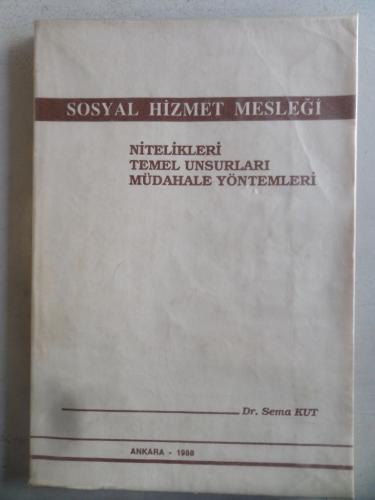 SOSYAL HİZMET MESLEĞİ
NİTELİKLERİ
TEMEL UNSURLARI
MÜDAHALE YÖNTEMLERİ
Dr. Sema KUT
ANKARA - 1988